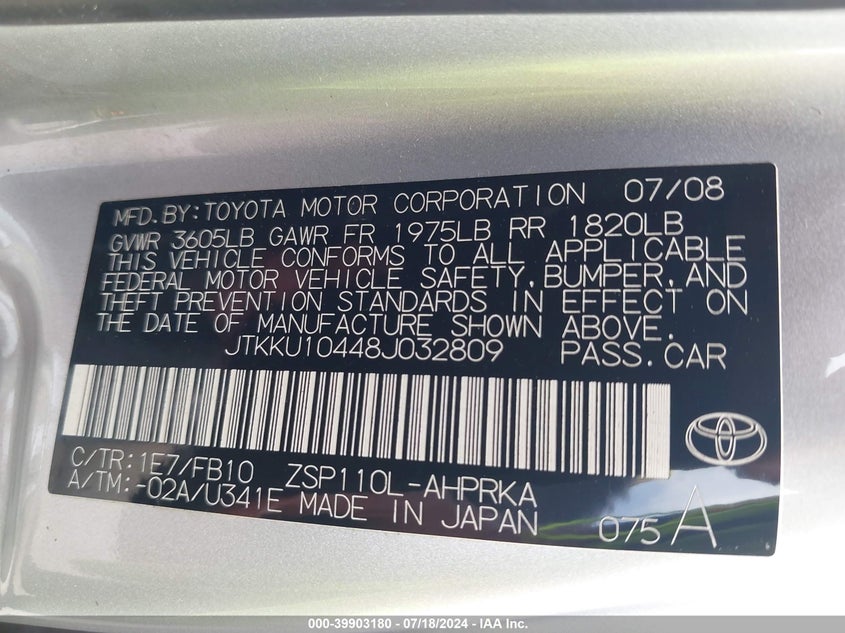 MFD. BY: TOYOTA MOTOR CORPORATION 07/08
GVWR 3605LB GAWR FR 1975LB RR 1820LB
THIS VEHICLE CONFORMS TO ALL APPLICABLE
FEDERAL MOTOR VEHICLE SAFETY, BUMPER, AND
THEFT PREVENTION STANDARDS IN EFFECT ON
THE DATE OF MANUFACTURE SHOWN ABOVE.
JTKKU10448J032809 PASS. CAR
C/TR: 1E7/FB10 ZSP110L-AHPRKA
A/TM: -02A/U341E MADE IN JAPAN 075 A
000-39903180 - 07/18/2024 - IAA Inc.